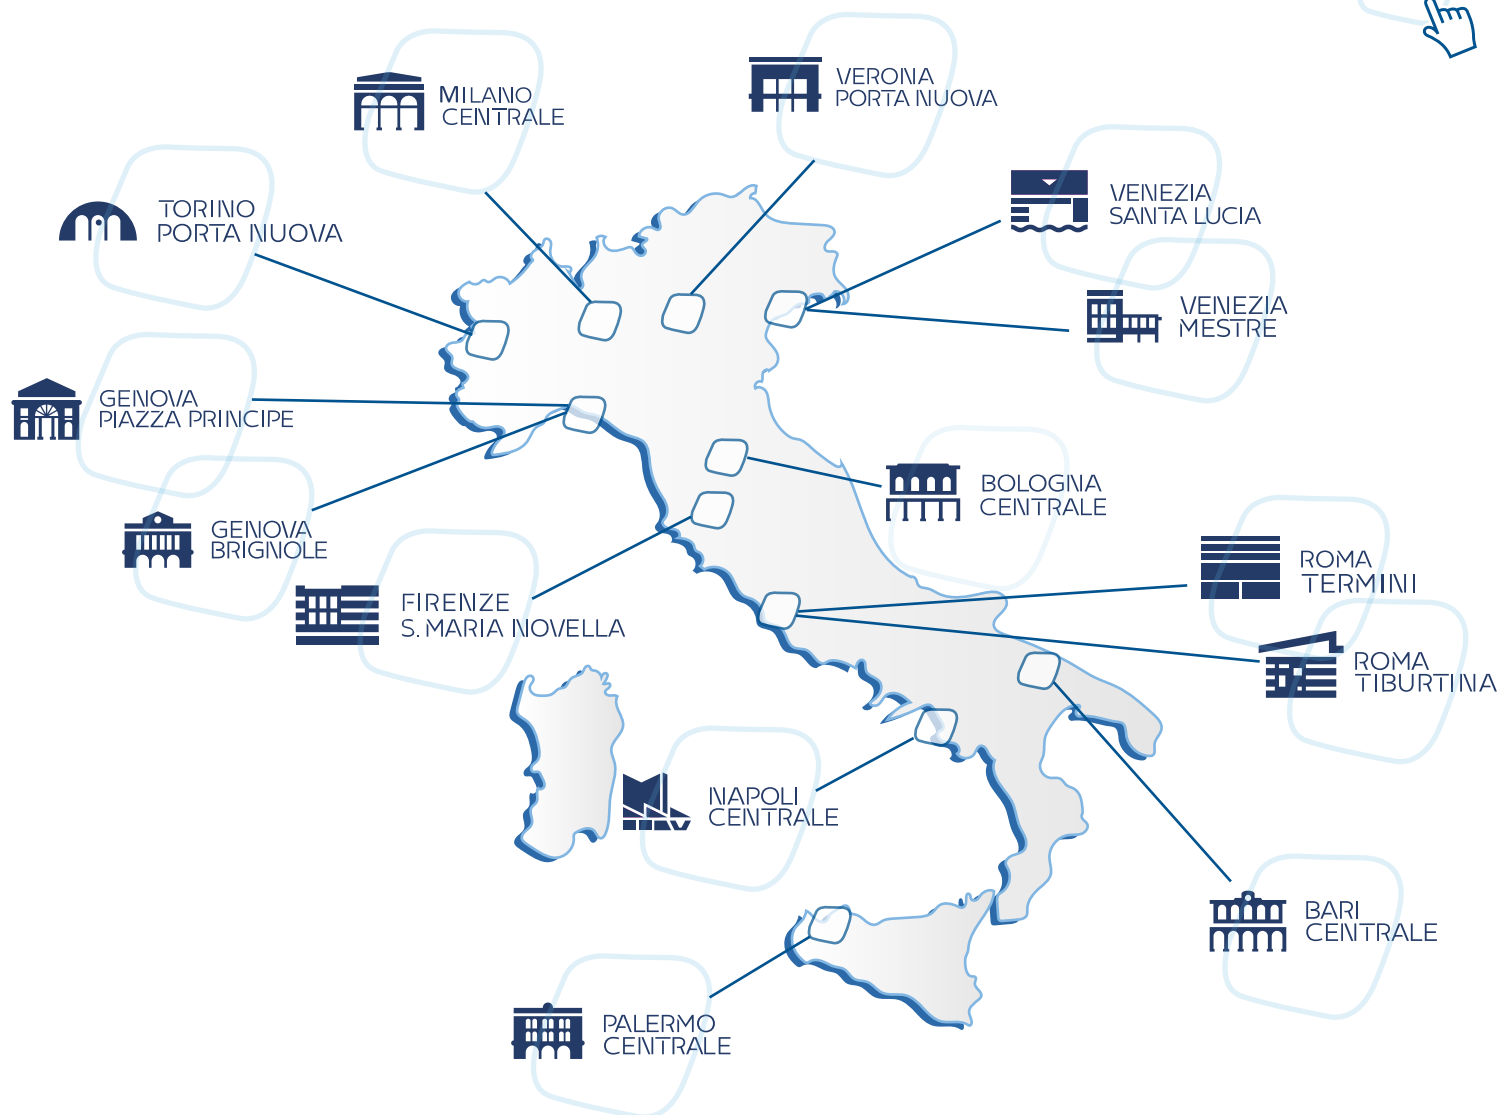 MILANO
CENTRALE
VERONA
PORTA NUOVA
TORINO
PORTA NUOVA
VENEZIA
SANTA LUCIA
VENEZIA
MESTRE
GENOVA
PIAZZA PRINCIPE
BOLOGNA
CENTRALE
GENOVA
BRIGNOLE
ROMA
TERMINI
FIRENZE
S. MARIA NOVELLA
ROMA
TIBURTINA
NAPOLI
CENTRALE
BARI
CENTRALE
PALERMO
CENTRALE